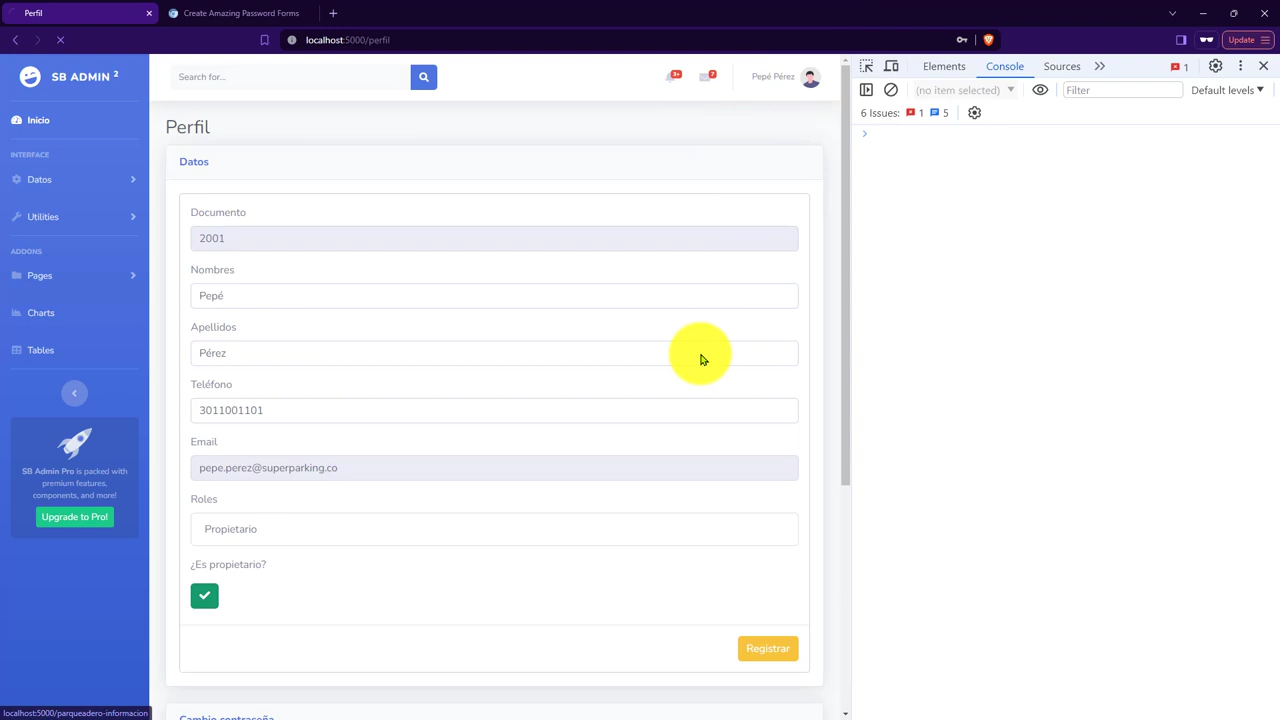 Perfil
Create Amazing Password Forms
localhost:5000/perfil
Update
SB ADMIN 2
Inicio
INTERFACE
Datos
Utilities
ADDONS
Pages
Charts
Tables
SB Admin Pro is packed with
premium features,
components, and more!
Upgrade to Pro!
localhost:5000/parqueadero-informacion
Search for...
3+
7
Pepé Pérez
Perfil
Datos
Documento
2001
Nombres
Pepé
Apellidos
Pérez
Teléfono
3011001101
Email
pepe.perez@superparking.co
Roles
Propietario
¿Es propietario?
Registrar
Cambio contraseña
Elements
Console
Sources
1
(no item selected)
Filter
Default levels
6 Issues:
1
5